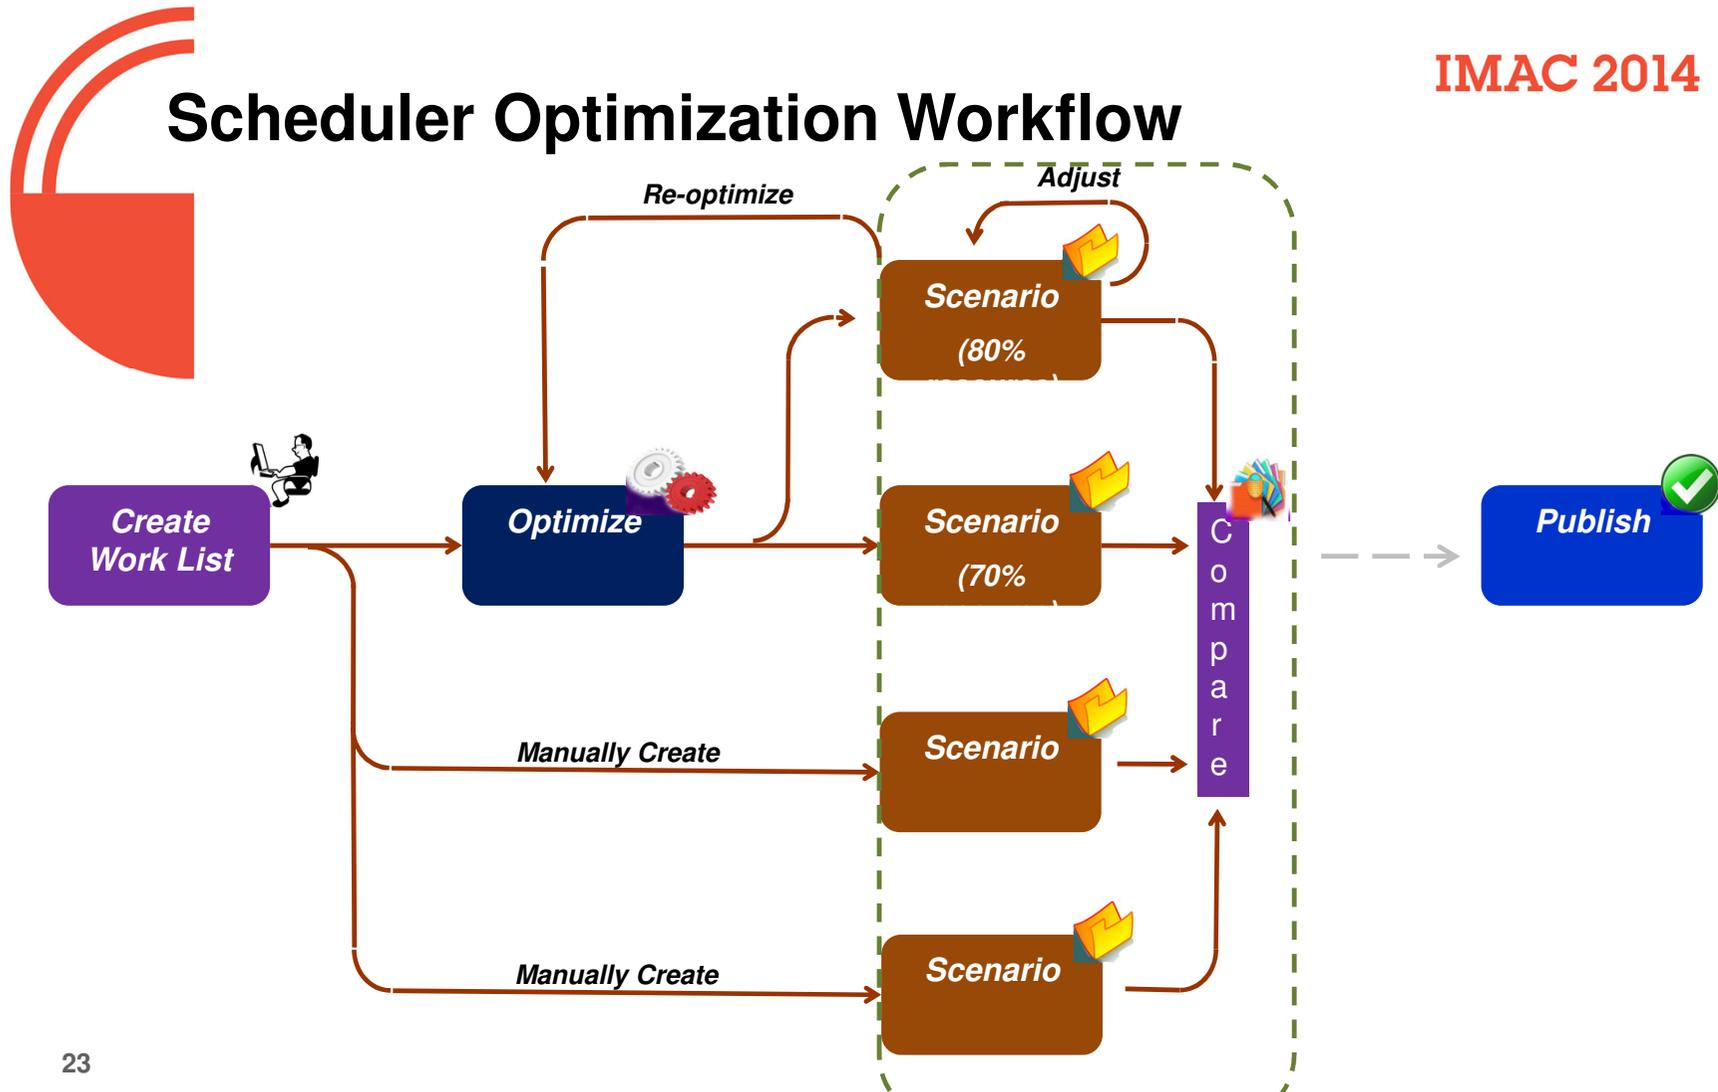 IMAC 2014
Scheduler Optimization Workflow
Adjust
Re-optimize
Scenario
(80%
Create
Work List
Optimize
Scenario
(70%
Compare
Publish
Manually Create
Scenario
Manually Create
Scenario
23